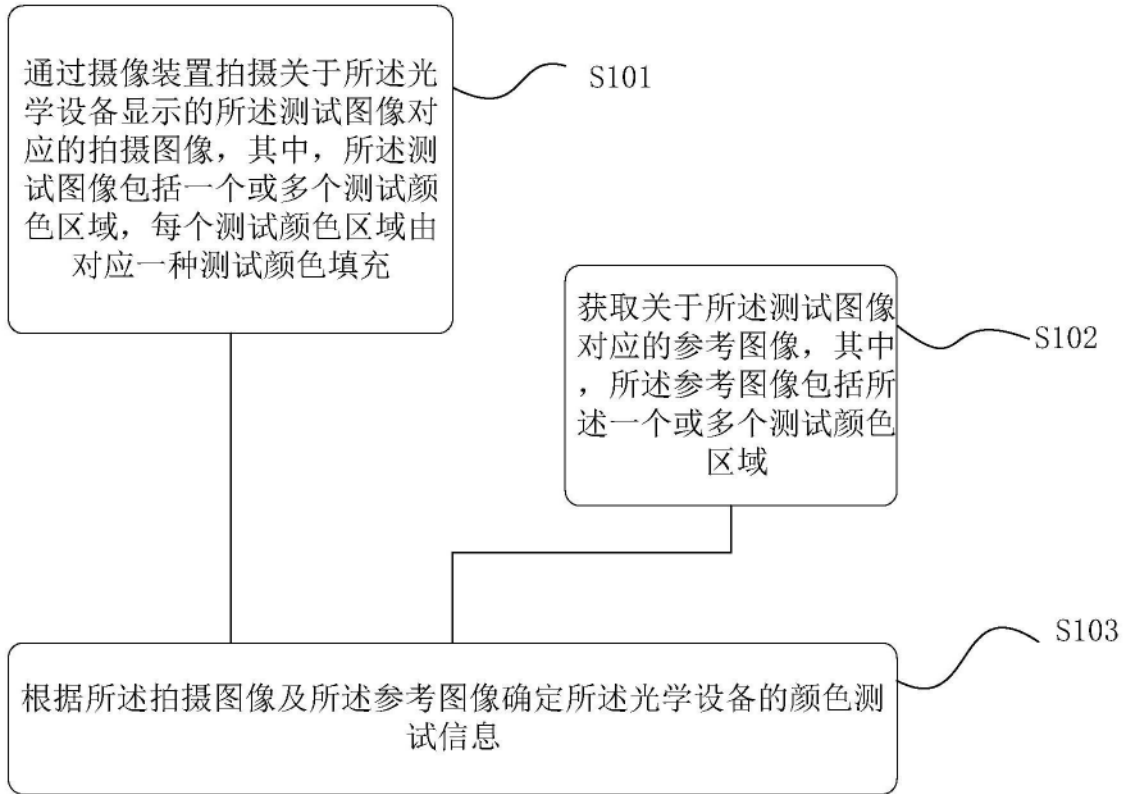 通过摄像装置拍摄关于所述光
学设备显示的所述测试图像对
应的拍摄图像，其中，所述测
试图像包括一个或多个测试颜
色区域，每个测试颜色区域由
对应一种测试颜色填充
S101
获取关于所述测试图像
对应的参考图像，其中
，所述参考图像包括所
述一个或多个测试颜色
区域
S102
根据所述拍摄图像及所述参考图像确定所述光学设备的颜色测
试信息
S103